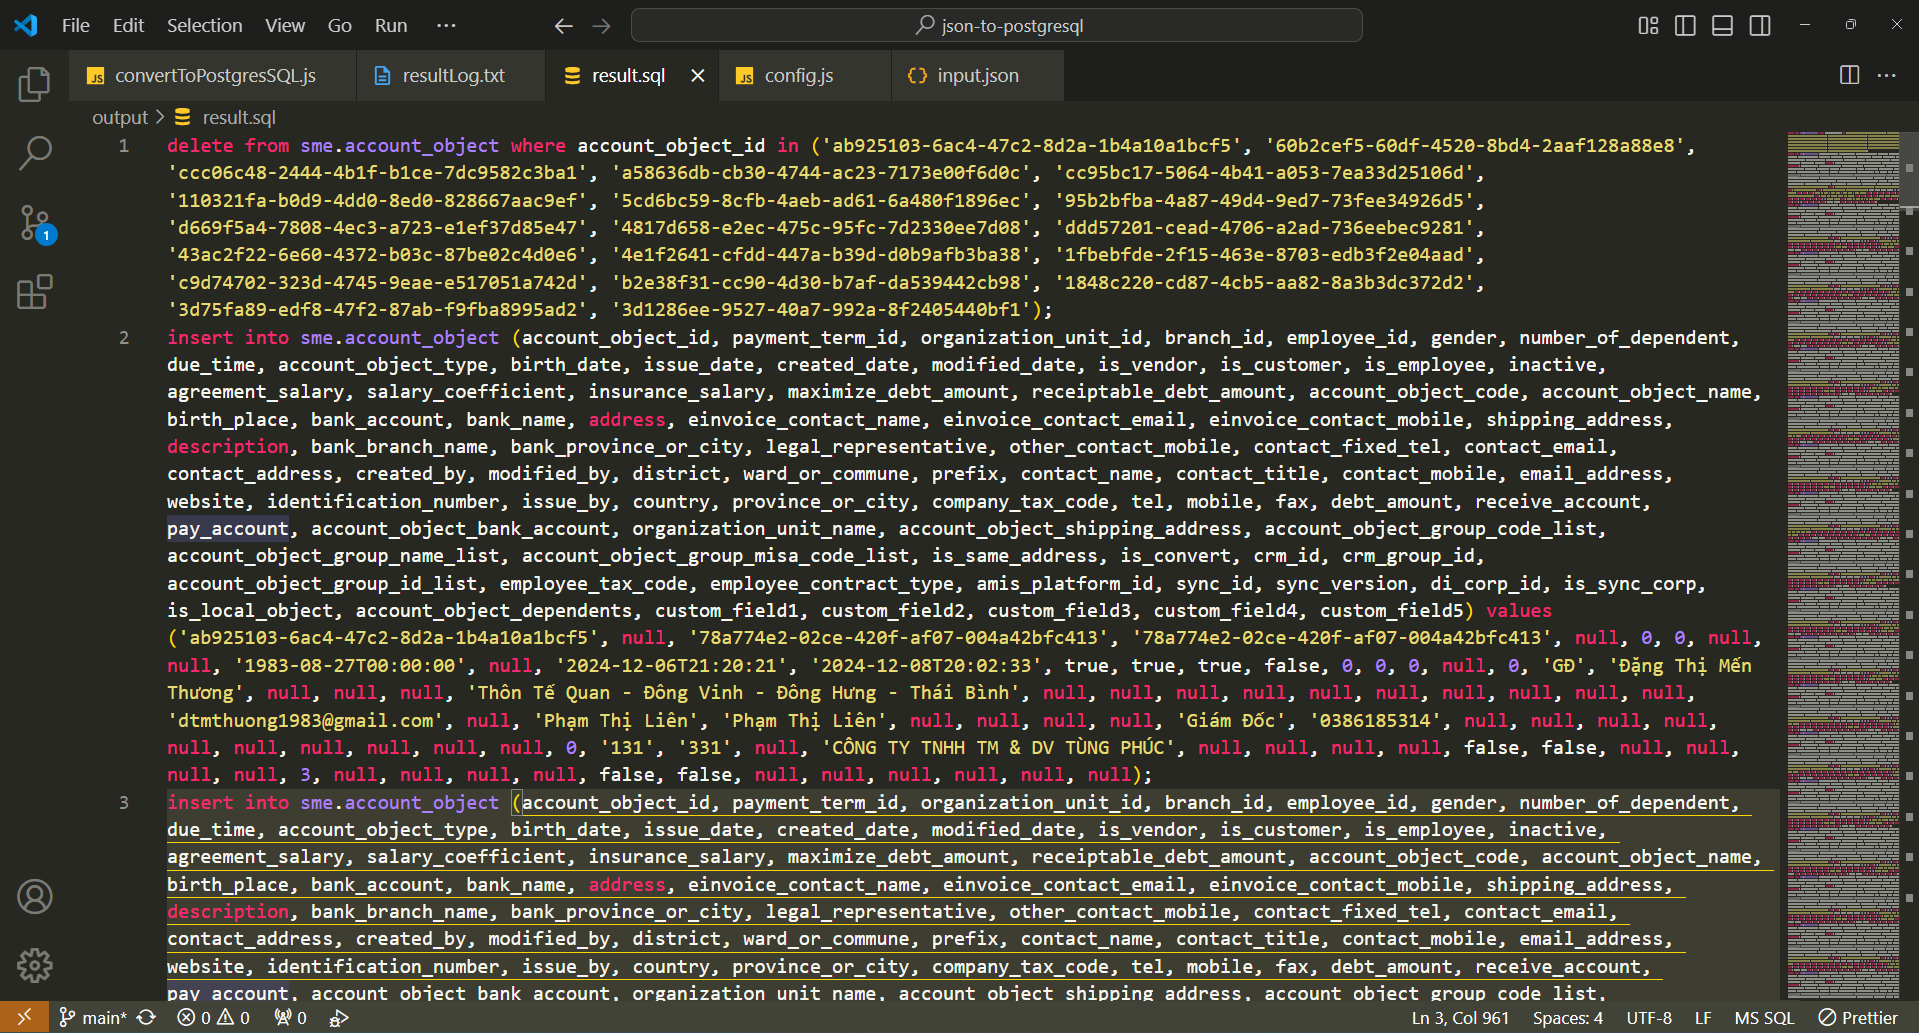 File Edit Selection View Go Run ··· json-to-postgresql
convertToPostgresSQL.js resultLog.txt result.sql config.js input.json
output > result.sql
1 delete from sme.account_object where account_object_id in ('ab925103-6ac4-47c2-8d2a-1b4a10a1bcf5', '60b2cef5-60df-4520-8bd4-2aaf128a88e8',
'ccc06c48-2444-4b1f-b1ce-7dc9582c3ba1', 'a58636db-cb30-4744-ac23-7173e00f6d0c', 'cc95bc17-5064-4b41-a053-7ea33d25106d',
'110321fa-b0d9-4dd0-8ed0-828667aac9ef', '5cd6bc59-8cfb-4aeb-ad61-6a480f1896ec', '95b2bfba-4a87-49d4-9ed7-73fee34926d5',
'd669f5a4-7808-4ec3-a723-e1ef37d85e47', '4817d658-e2ec-475c-95fc-7d2330ee7d08', 'ddd57201-cead-4706-a2ad-736eebec9281',
'43ac2f22-6e60-4372-b03c-87be02c4d0e6', '4e1f2641-cfdd-447a-b39d-d0b9afb3ba38', '1fbebfde-2f15-463e-8703-edb3f2e04aad',
'c9d74702-323d-4745-9eae-e517051a742d', 'b2e38f31-cc90-4d30-b7af-da539442cb98', '1848c220-cd87-4cb5-aa82-8a3b3dc372d2',
'3d75fa89-edf8-47f2-87ab-f9fba8995ad2', '3d1286ee-9527-40a7-992a-8f2405440bf1');
2 insert into sme.account_object (account_object_id, payment_term_id, organization_unit_id, branch_id, employee_id, gender, number_of_dependent,
due_time, account_object_type, birth_date, issue_date, created_date, modified_date, is_vendor, is_customer, is_employee, inactive,
agreement_salary, salary_coefficient, insurance_salary, maximize_debt_amount, receiptable_debt_amount, account_object_code, account_object_name,
birth_place, bank_account, bank_name, address, einvoice_contact_name, einvoice_contact_email, einvoice_contact_mobile, shipping_address,
description, bank_branch_name, bank_province_or_city, legal_representative, other_contact_mobile, contact_fixed_tel, contact_email,
contact_address, created_by, modified_by, district, ward_or_commune, prefix, contact_name, contact_title, contact_mobile, email_address,
website, identification_number, issue_by, country, province_or_city, company_tax_code, tel, mobile, fax, debt_amount, receive_account,
pay_account, account_object_bank_account, organization_unit_name, account_object_shipping_address, account_object_group_code_list,
account_object_group_name_list, account_object_group_misa_code_list, is_same_address, is_convert, crm_id, crm_group_id,
account_object_group_id_list, employee_tax_code, employee_contract_type, amis_platform_id, sync_id, sync_version, di_corp_id, is_sync_corp,
is_local_object, account_object_dependents, custom_field1, custom_field2, custom_field3, custom_field4, custom_field5) values
('ab925103-6ac4-47c2-8d2a-1b4a10a1bcf5', null, '78a774e2-02ce-420f-af07-004a42bfc413', '78a774e2-02ce-420f-af07-004a42bfc413', null, 0, 0, null,
null, '1983-08-27T00:00:00', null, '2024-12-06T21:20:21', '2024-12-08T20:02:33', true, true, true, false, 0, 0, 0, null, 0, 'GĐ', 'Đặng Thị Mến
Thương', null, null, null, 'Thôn Tế Quan - Đông Vinh - Đông Hưng - Thái Bình', null, null, null, null, null, null, null, null, null, null,
'dtmthuong1983@gmail.com', null, 'Phạm Thị Liên', 'Phạm Thị Liên', null, null, null, null, 'Giám Đốc', '0386185314', null, null, null, null,
null, null, null, null, null, null, 0, '131', '331', null, 'CÔNG TY TNHH TM & DV TÙNG PHÚC', null, null, null, null, false, false, null, null,
null, null, 3, null, null, null, null, false, false, null, null, null, null, null, null);
3 insert into sme.account_object (account_object_id, payment_term_id, organization_unit_id, branch_id, employee_id, gender, number_of_dependent,
due_time, account_object_type, birth_date, issue_date, created_date, modified_date, is_vendor, is_customer, is_employee, inactive,
agreement_salary, salary_coefficient, insurance_salary, maximize_debt_amount, receiptable_debt_amount, account_object_code, account_object_name,
birth_place, bank_account, bank_name, address, einvoice_contact_name, einvoice_contact_email, einvoice_contact_mobile, shipping_address,
description, bank_branch_name, bank_province_or_city, legal_representative, other_contact_mobile, contact_fixed_tel, contact_email,
contact_address, created_by, modified_by, district, ward_or_commune, prefix, contact_name, contact_title, contact_mobile, email_address,
website, identification_number, issue_by, country, province_or_city, company_tax_code, tel, mobile, fax, debt_amount, receive_account,
pay_account, account_object_bank_account, organization_unit_name, account_object_shipping_address, account_object_group_code_list,
1
main* 0 0 0 Ln 3, Col 961 Spaces: 4 UTF-8 LF MS SQL Prettier